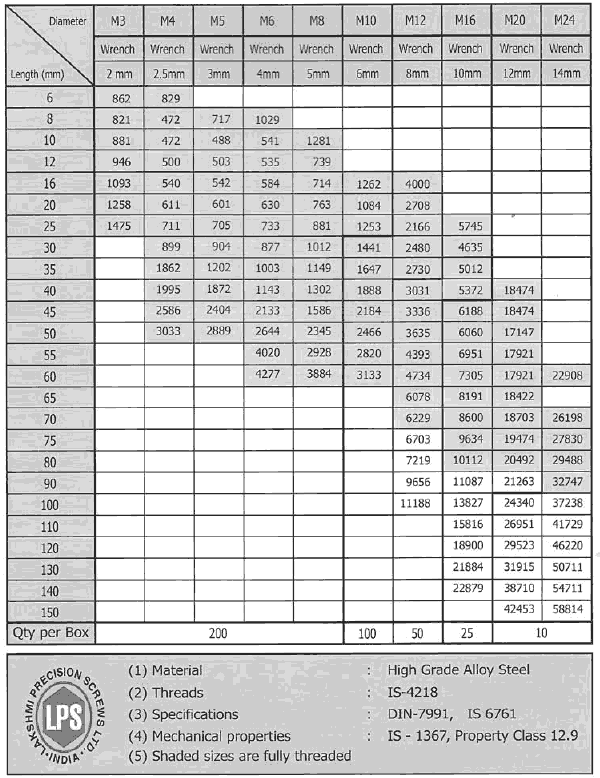 Diameter M3 M4 M5 M6 M8 M10 M12 M16 M20 M24
Wrench Wrench Wrench Wrench Wrench Wrench Wrench Wrench Wrench Wrench
Length (mm) 2 mm 2.5mm 3mm 4mm 5mm 6mm 8mm 10mm 12mm 14mm
6 862 829
8 821 472 717 1029
10 881 472 488 541 1281
12 946 500 503 535 739
16 1093 540 542 584 714 1262 4000
20 1258 611 601 630 763 1084 2708
25 1475 711 705 733 881 1253 2166 5745
30 899 904 877 1012 1441 2480 4635
35 1862 1202 1003 1149 1647 2730 5012
40 1995 1872 1143 1302 1888 3031 5372 18474
45 2586 2404 2133 1586 2184 3336 6188 18474
50 3033 2889 2644 2345 2466 3635 6060 17147
55 4020 2928 2820 4393 6951 17921
60 4277 3884 3133 4734 7305 17921 22908
65 6078 8191 18422
70 6229 8600 18703 26198
75 6703 9634 19474 27830
80 7219 10112 20492 29488
90 9656 11087 21263 32747
100 11188 13827 24340 37238
110 15816 26951 41729
120 18900 29523 46220
130 21884 31915 50711
140 22879 38710 54711
150 42453 58814
Qty per Box 200 100 50 25 10
LAKSHMI PRECISION SCREWS LTD. INDIA
LPS
(1) Material : High Grade Alloy Steel
(2) Threads : IS-4218
(3) Specifications : DIN-7991, IS 6761
(4) Mechanical properties : IS - 1367, Property Class 12.9
(5) Shaded sizes are fully threaded